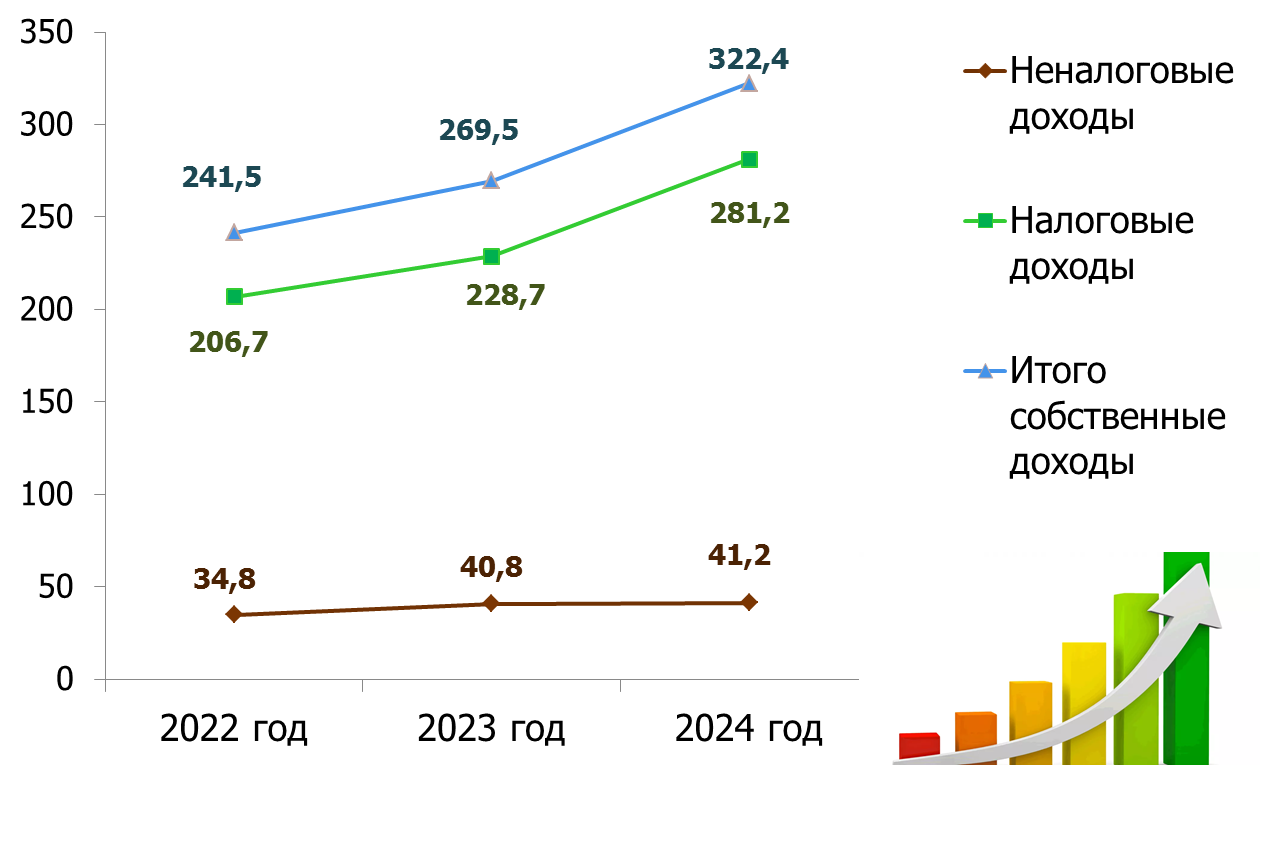 350
300
250
200
150
100
50
0
322,4
269,5
241,5
281,2
228,7
206,7
41,2
40,8
34,8
2022 год
2023 год
2024 год
Неналоговые
доходы
Налоговые
доходы
Итого
собственные
доходы